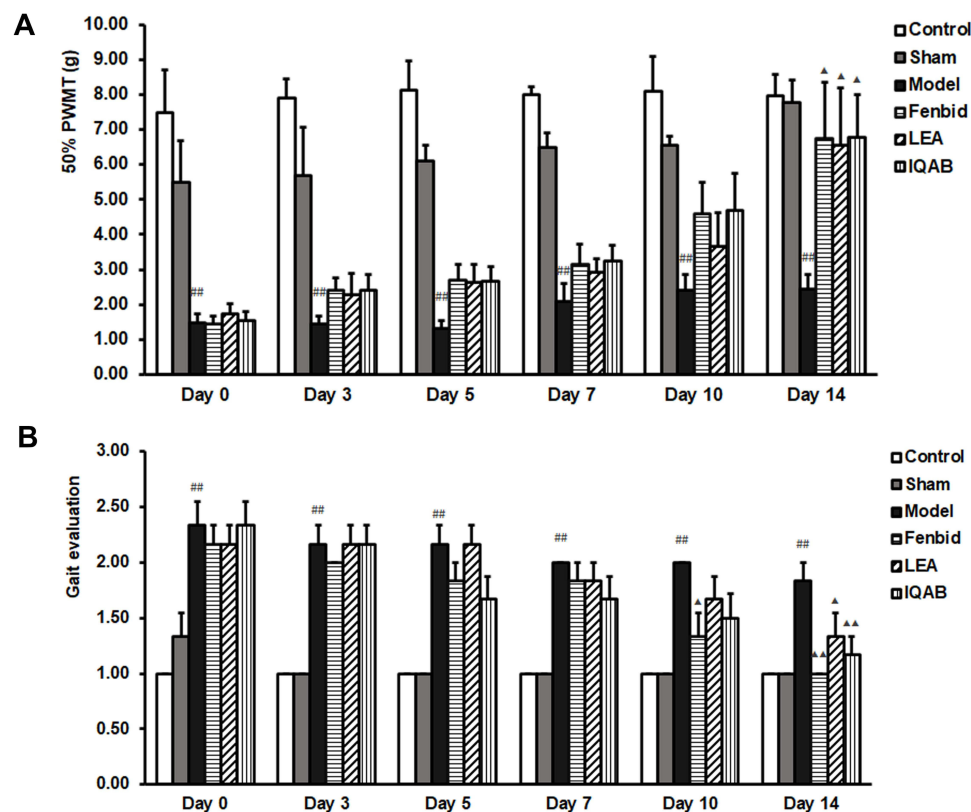 A
10.00
9.00
8.00
7.00
6.00
5.00
4.00
3.00
2.00
1.00
0.00
50% PWMT (g)
## ## ## ## ## ## ▲ ▲ ▲
Day 0 Day 3 Day 5 Day 7 Day 10 Day 14
Control
Sham
Model
Fenbid
LEA
IQAB
B
3.00
2.50
2.00
1.50
1.00
0.50
0.00
Gait evaluation
## ## ## ## ▲ ## ▲▲ ## ▲ ▲▲
Day 0 Day 3 Day 5 Day 7 Day 10 Day 14
Control
Sham
Model
Fenbid
LEA
IQAB